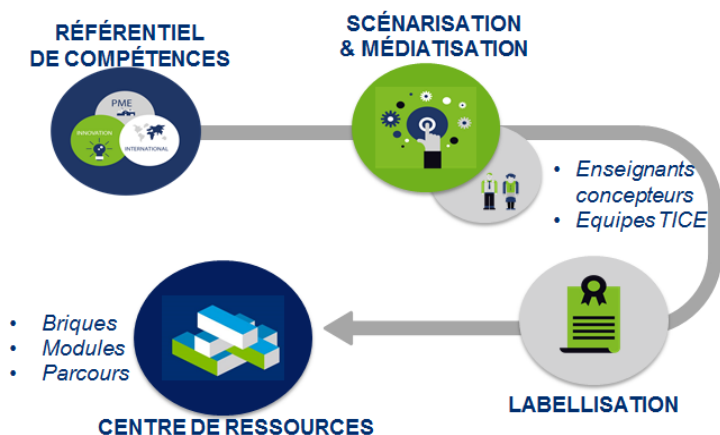 RÉFÉRENTIEL
DE COMPÉTENCES
PME
INNOVATION
INTERNATIONAL
SCÉNARISATION
& MÉDIATISATION
• Enseignants
concepteurs
• Equipes TICE
LABELLISATION
• Briques
• Modules
• Parcours
CENTRE DE RESSOURCES